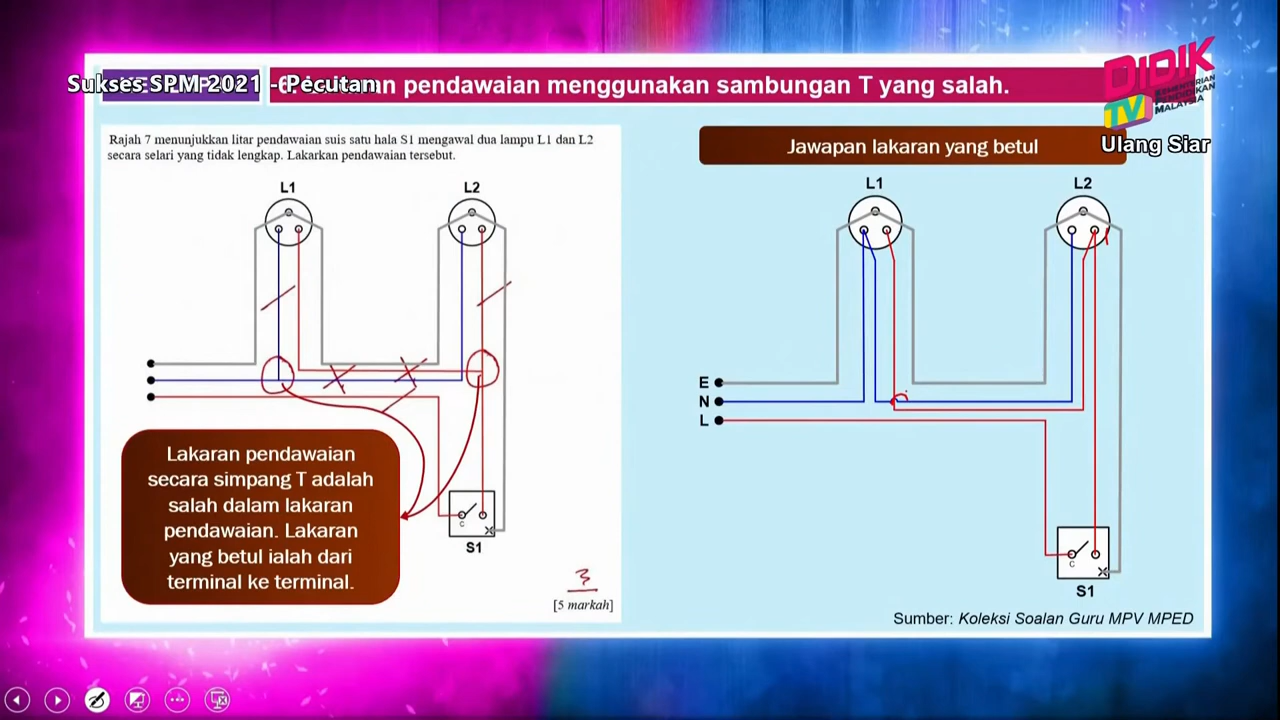 Sukses SPM 2021 - Pecutan
pendawaian menggunakan sambungan T yang salah.
DIDIK
TV
KEMENTERIAN
PENDIDIKAN
MALAYSIA
Ulang Siar
Rajah 7 menunjukkan litar pendawaian suis satu hala S1 mengawal dua lampu L1 dan L2
secara selari yang tidak lengkap. Lakarkan pendawaian tersebut.
L1
L2
Lakaran pendawaian
secara simpang T adalah
salah dalam lakaran
pendawaian. Lakaran
yang betul ialah dari
terminal ke terminal.
C
S1
3
[5 markah]
Jawapan lakaran yang betul
L1
L2
E
N
L
C
S1
Sumber: Koleksi Soalan Guru MPV MPED